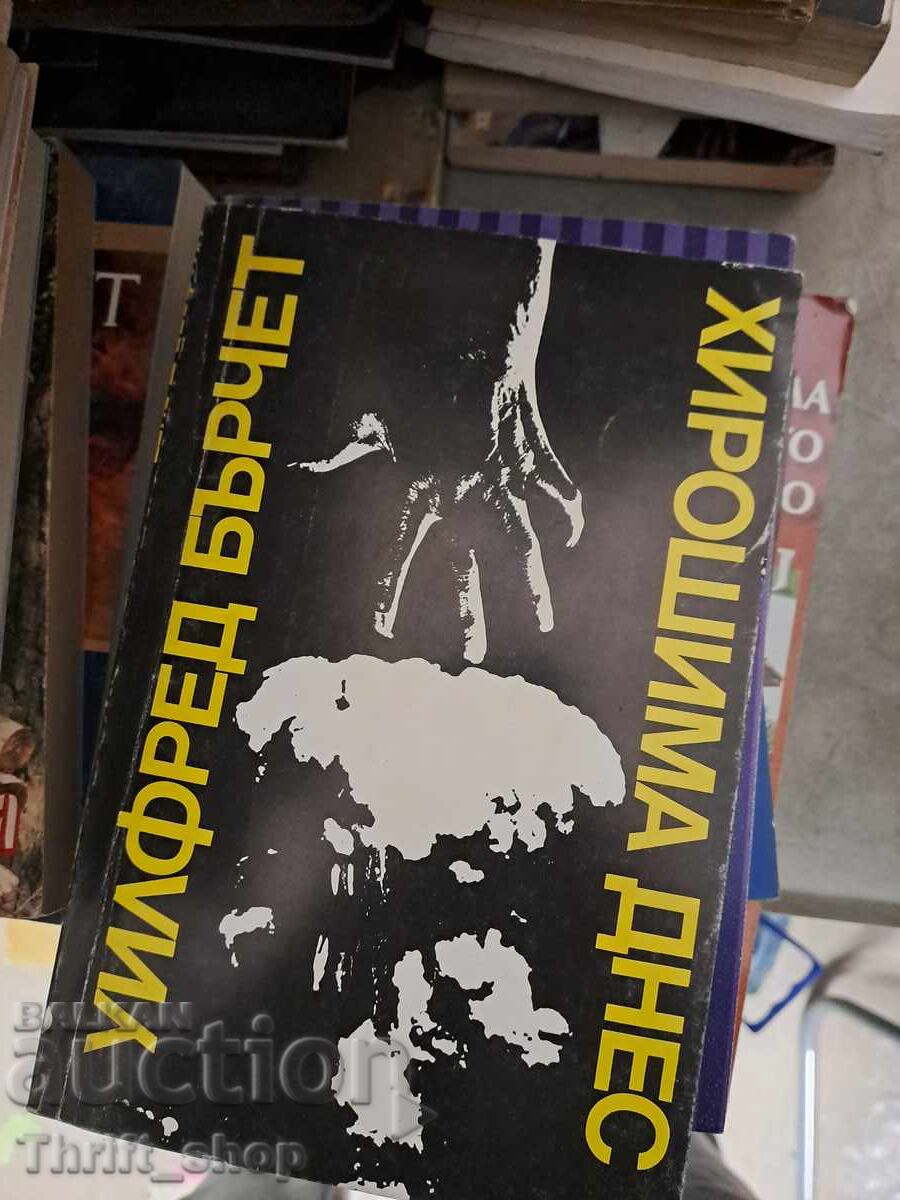 УИЛФРЕД БЪРЧЕТ
ХИРОШИМА ДНЕС
Т
BALKAN
auction
Thrift_shop